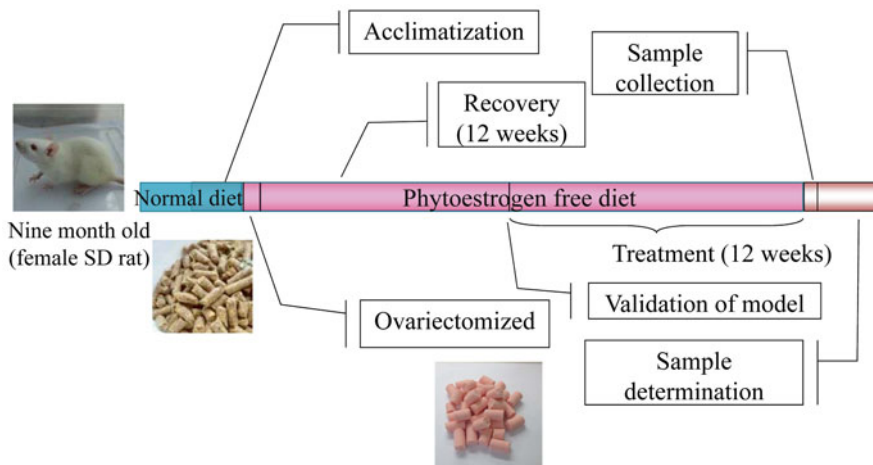 Acclimatization
Sample
collection
Recovery
(12 weeks)
Normal diet
Phytoestrogen free diet
Nine month old
(female SD rat)
Treatment (12 weeks)
Ovariectomized
Validation of model
Sample
determination